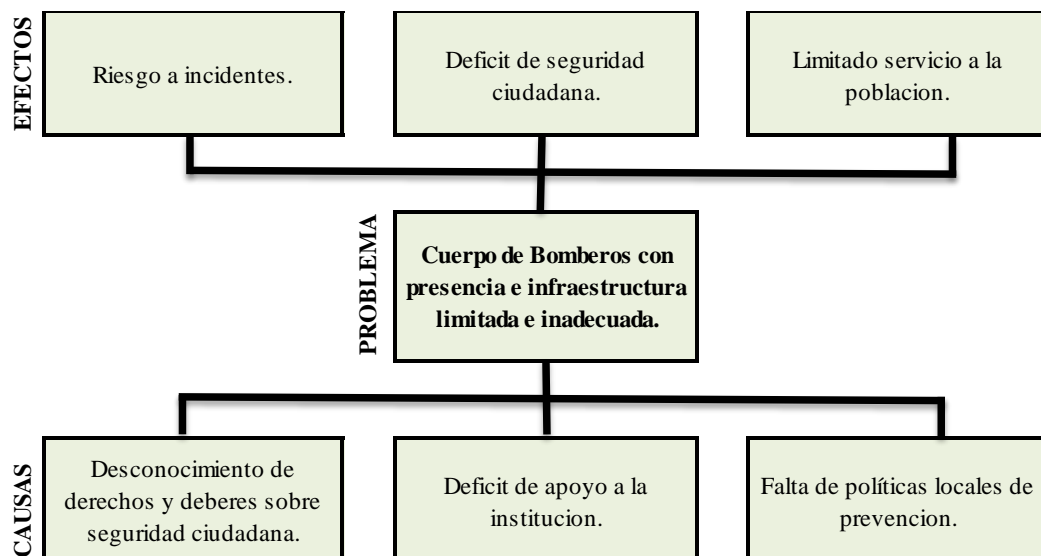 EFECTOS
Riesgo a incidentes.
Deficit de seguridad
ciudadana.
Limitado servicio a la
poblacion.
PROBLEMA
Cuerpo de Bomberos con
presencia e infraestructura
limitada e inadecuada.
CAUSAS
Desconocimiento de
derechos y deberes sobre
seguridad ciudadana.
Deficit de apoyo a la
institucion.
Falta de políticas locales de
prevencion.